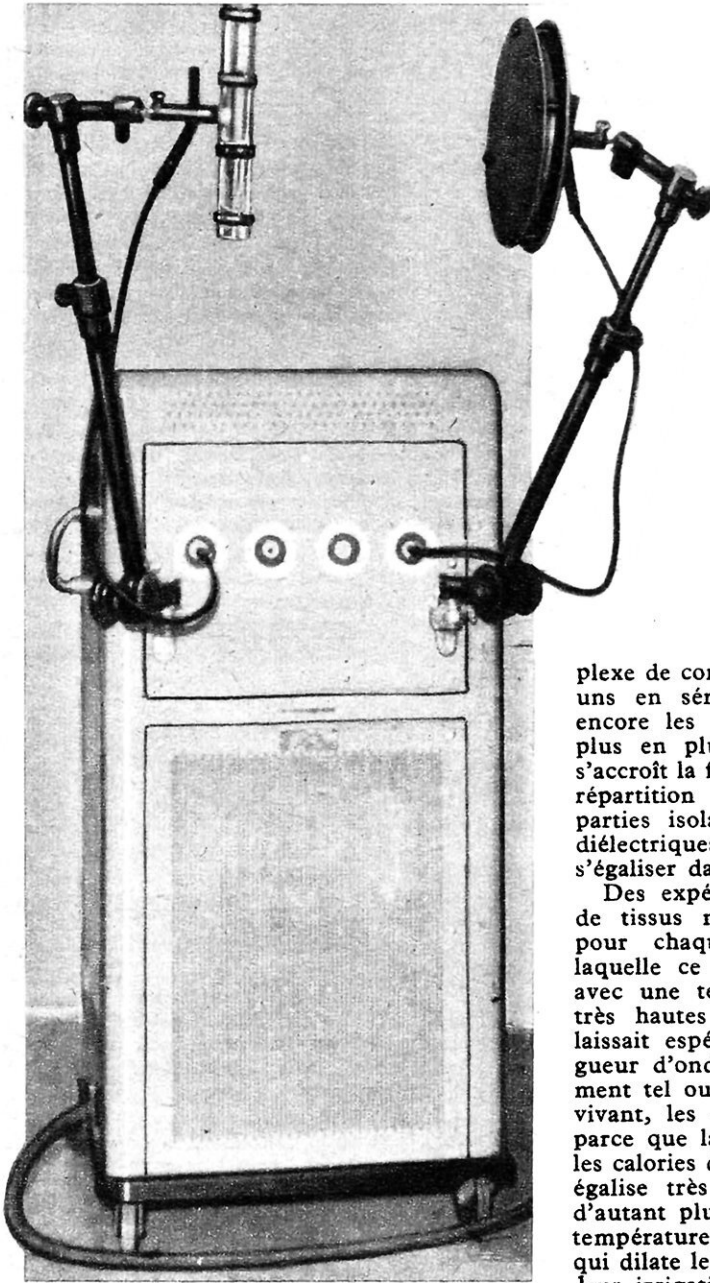 plexe de con
uns en sér
encore les
plus en plu
s'accroît la f
répartition
parties isola
diélectriques
s'égaliser da
Des expé
de tissus n
pour chaqu
laquelle ce
avec une te
très hautes
laissait espé
gueur d'ond
ment tel ou
vivant, les
parce que la
les calories d
égalise très
d'autant plu
température
qui dilate le